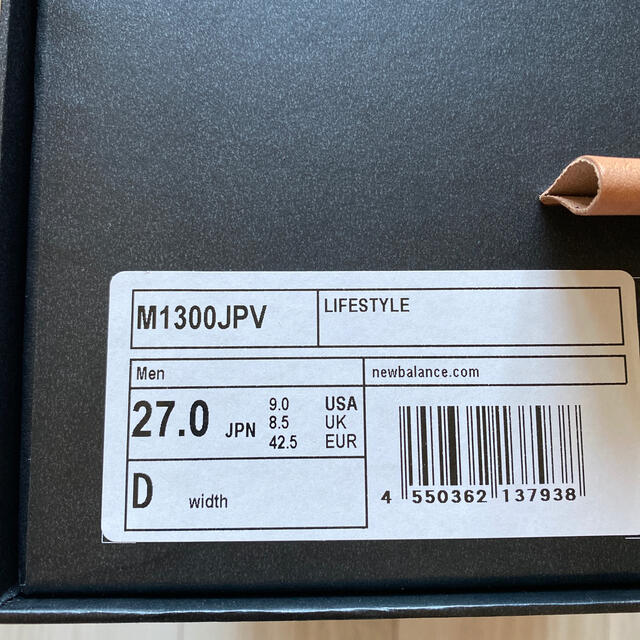 M1300JPV
LIFESTYLE
Men
newbalance.com
27.0 JPN
9.0 USA
8.5 UK
42.5 EUR
D width
4 550362 137938